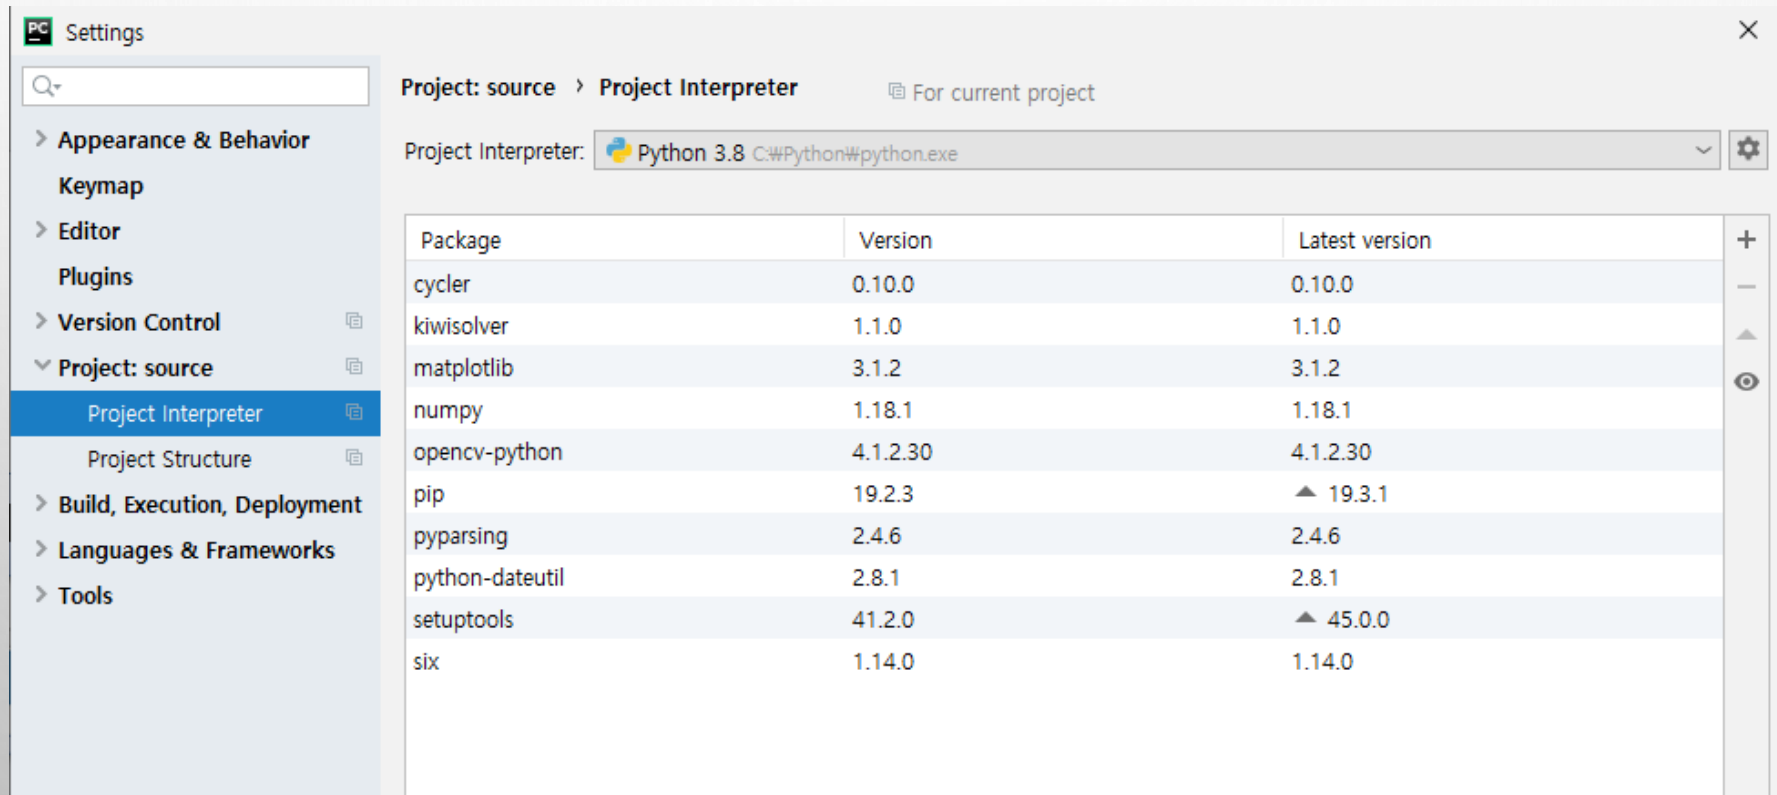 PC Settings
Project: source › Project Interpreter For current project
Appearance & Behavior
Project Interpreter: Python 3.8 C:₩Python₩python.exe
Keymap
Editor
Plugins
Version Control
Project: source
Project Interpreter
Project Structure
Build, Execution, Deployment
Languages & Frameworks
Tools
Package Version Latest version
cycler 0.10.0 0.10.0
kiwisolver 1.1.0 1.1.0
matplotlib 3.1.2 3.1.2
numpy 1.18.1 1.18.1
opencv-python 4.1.2.30 4.1.2.30
pip 19.2.3 19.3.1
pyparsing 2.4.6 2.4.6
python-dateutil 2.8.1 2.8.1
setuptools 41.2.0 45.0.0
six 1.14.0 1.14.0